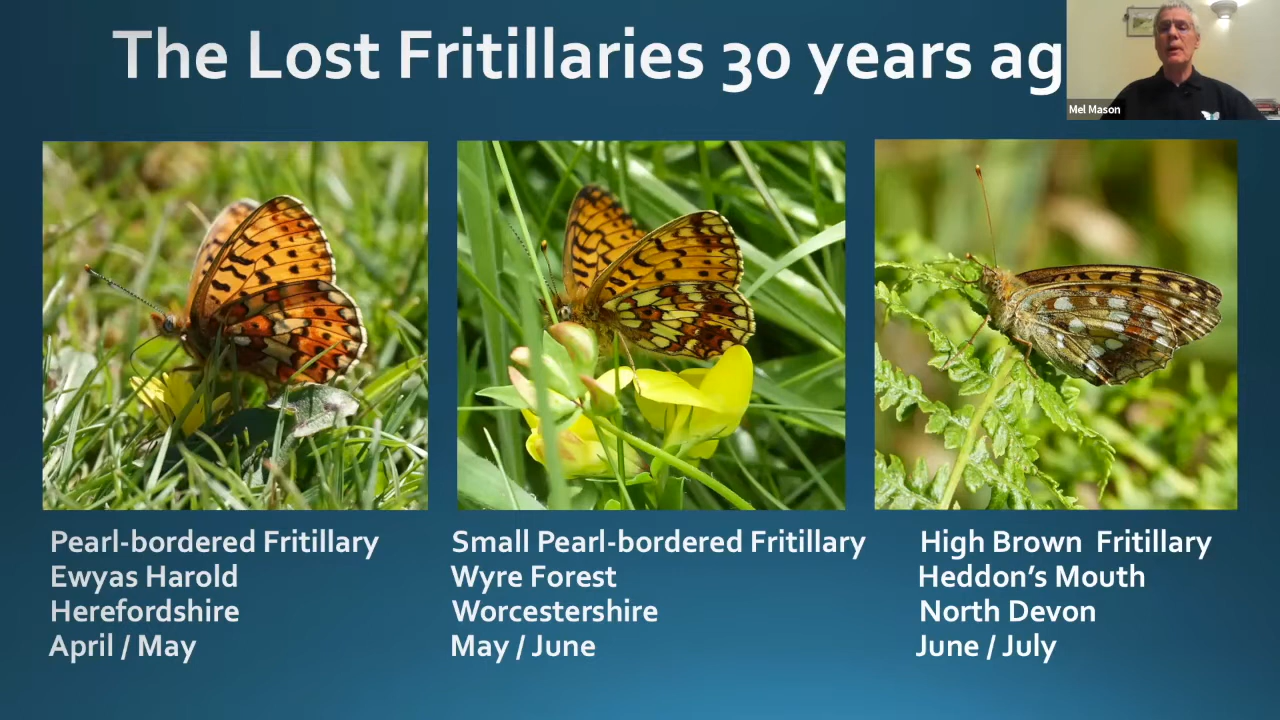 The Lost Fritillaries 30 years ag
Mel Mason
Pearl-bordered Fritillary
Ewyas Harold
Herefordshire
April / May
Small Pearl-bordered Fritillary
Wyre Forest
Worcestershire
May / June
High Brown  Fritillary
Heddon’s Mouth
North Devon
June / July